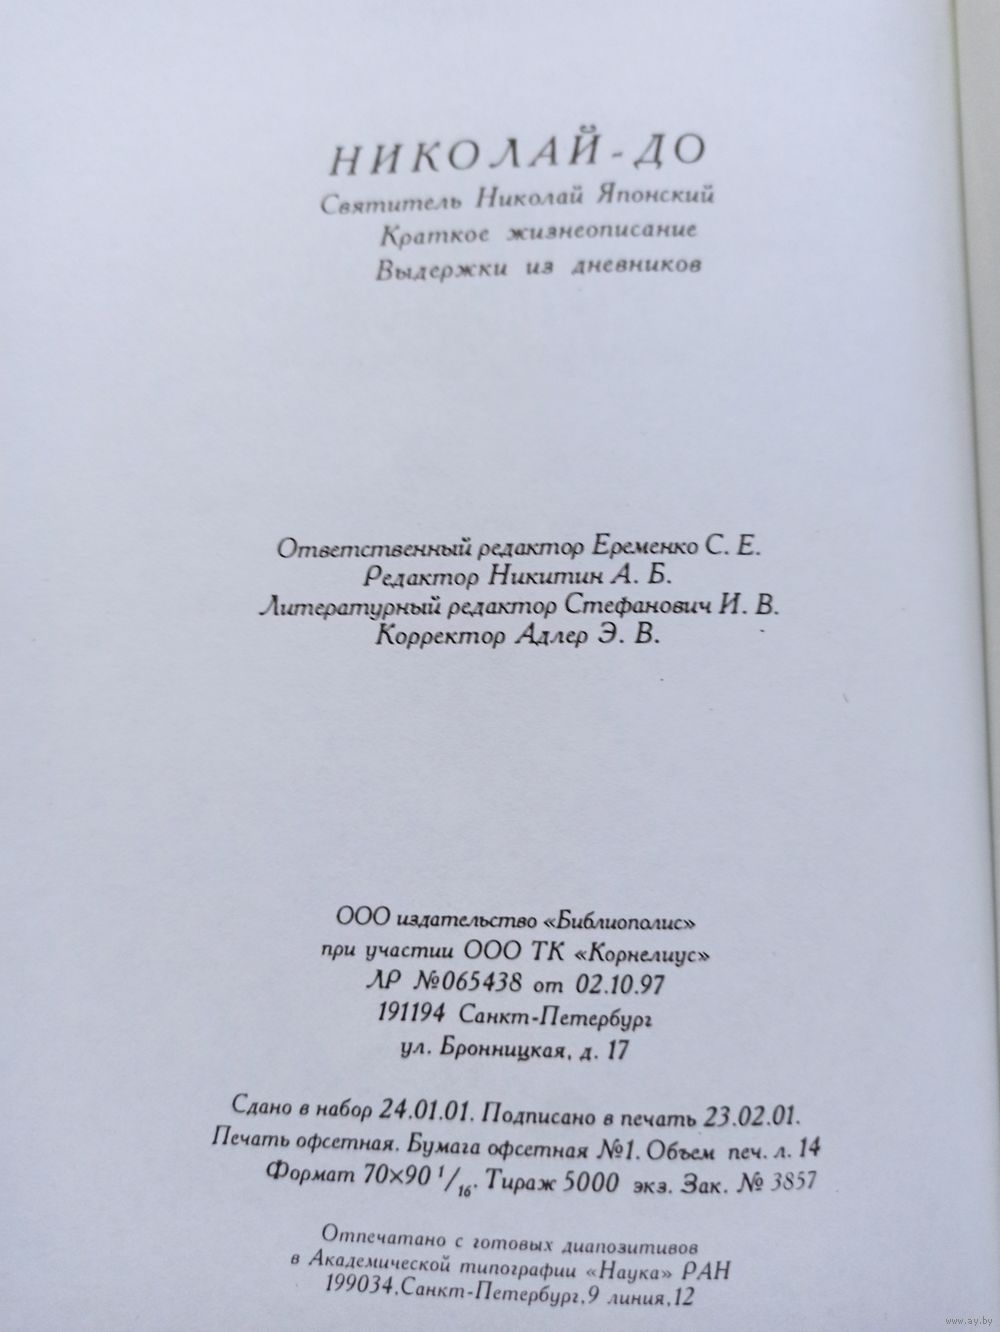 НИКОЛАЙ-ДО
Святитель Николай Японский
Краткое жизнеописание
Выдержки из дневников
Ответственный редактор Еременко С. Е.
Редактор Никитин А. Б.
Литературный редактор Стефанович И. В.
Корректор Адлер Э. В.
ООО издательство «Библиополис»
при участии ООО ТК «Корнелиус»
ЛР №065438 от 02.10.97
191194 Санкт-Петербург
ул. Бронницкая, д. 17
Сдано в набор 24.01.01. Подписано в печать 23.02.01.
Печать офсетная. Бумага офсетная №1. Объем печ. л. 14
Формат 70×90 1/16. Тираж 5000 экз. Зак. № 3857
Отпечатано с готовых диапозитивов
в Академической типографии «Наука» РАН
199034,Санкт-Петербург,9 линия,12
www.ay.by